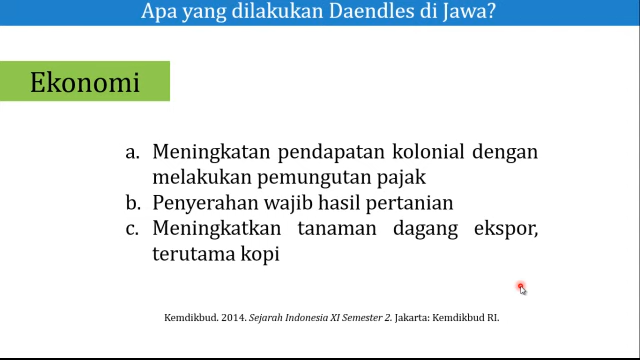 Apa yang dilakukan Daendles di Jawa?
Ekonomi
a. Meningkatan pendapatan kolonial dengan
melakukan pemungutan pajak
b. Penyerahan wajib hasil pertanian
c. Meningkatkan tanaman dagang ekspor,
terutama kopi
Kemdikbud. 2014. Sejarah Indonesia XI Semester 2. Jakarta: Kemdikbud RI.